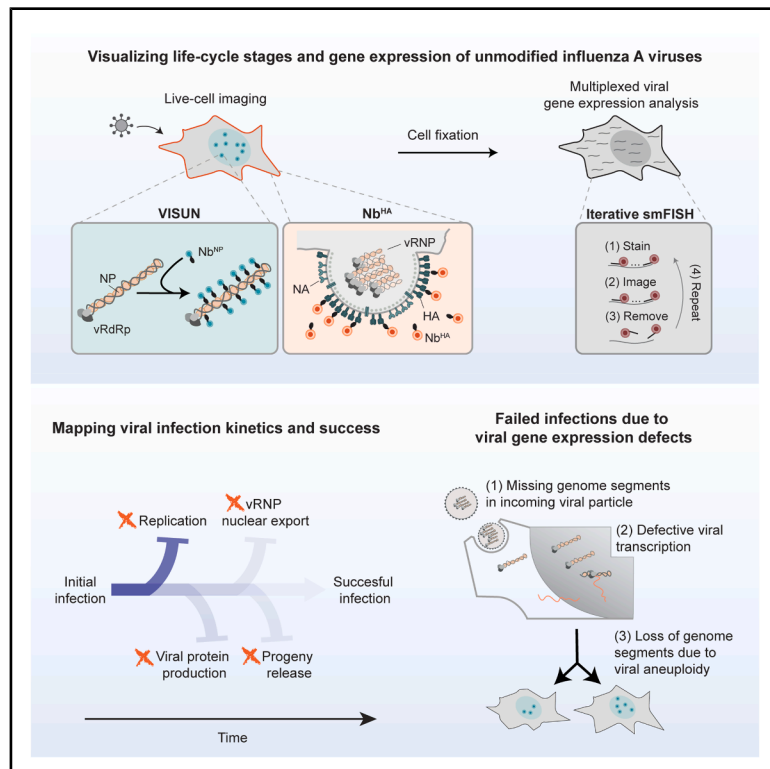 Visualizing life-cycle stages and gene expression of unmodified influenza A viruses
Live-cell imaging
Cell fixation
Multiplexed viral
gene expression analysis
VISUN
NP
Nb^NP
vRdRp
Nb^HA
vRNP
NA
HA
Nb^HA
Iterative smFISH
(1) Stain
(2) Image
(3) Remove
(4) Repeat
Mapping viral infection kinetics and success
Replication
vRNP
nuclear export
Initial
infection
Succesful
infection
Viral protein
production
Progeny
release
Time
Failed infections due to
viral gene expression defects
(1) Missing genome segments
in incoming viral particle
(2) Defective viral
transcription
(3) Loss of genome
segments due to
viral aneuploidy